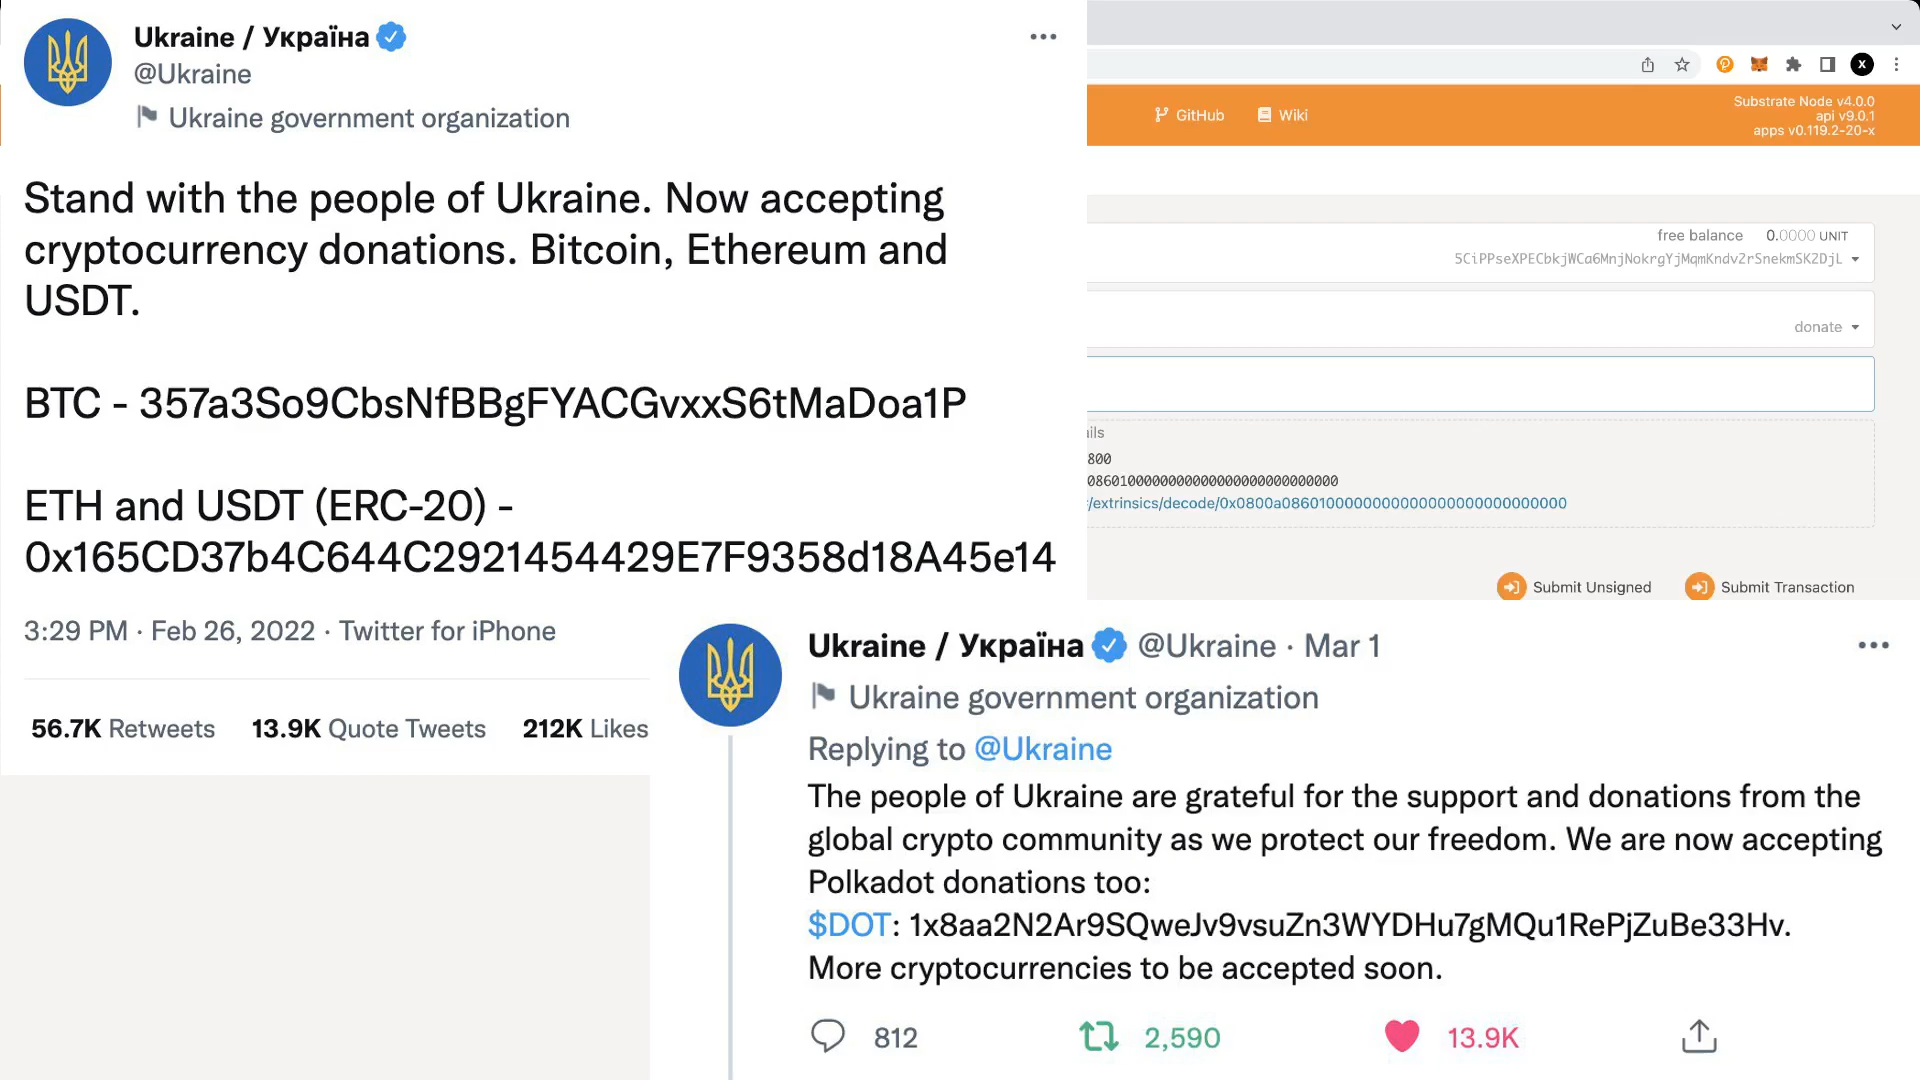 Ukraine / Україна
@Ukraine
Ukraine government organization
Stand with the people of Ukraine. Now accepting
cryptocurrency donations. Bitcoin, Ethereum and
USDT.
BTC - 357a3So9CbsNfBBgFYACGvxxS6tMaDoa1P
ETH and USDT (ERC-20) -
0x165CD37b4C644C2921454429E7F9358d18A45e14
3:29 PM · Feb 26, 2022 · Twitter for iPhone
56.7K Retweets 13.9K Quote Tweets 212K Likes
X
GitHub Wiki
Substrate Node v4.0.0
api v9.0.1
apps v0.119.2-20-x
free balance 0.0000 UNIT
5CiPPseXPECbkjWCa6MnjNokrgYjMqmKndv2rSnekmSK2DjL
donate
ils
800
08601000000000000000000000000000
/extrinsics/decode/0x0800a08601000000000000000000000000
Submit Unsigned Submit Transaction
Ukraine / Україна @Ukraine · Mar 1
Ukraine government organization
Replying to @Ukraine
The people of Ukraine are grateful for the support and donations from the
global crypto community as we protect our freedom. We are now accepting
Polkadot donations too:
$DOT: 1x8aa2N2Ar9SQweJv9vsuZn3WYDHu7gMQu1RePjZuBe33Hv.
More cryptocurrencies to be accepted soon.
812 2,590 13.9K